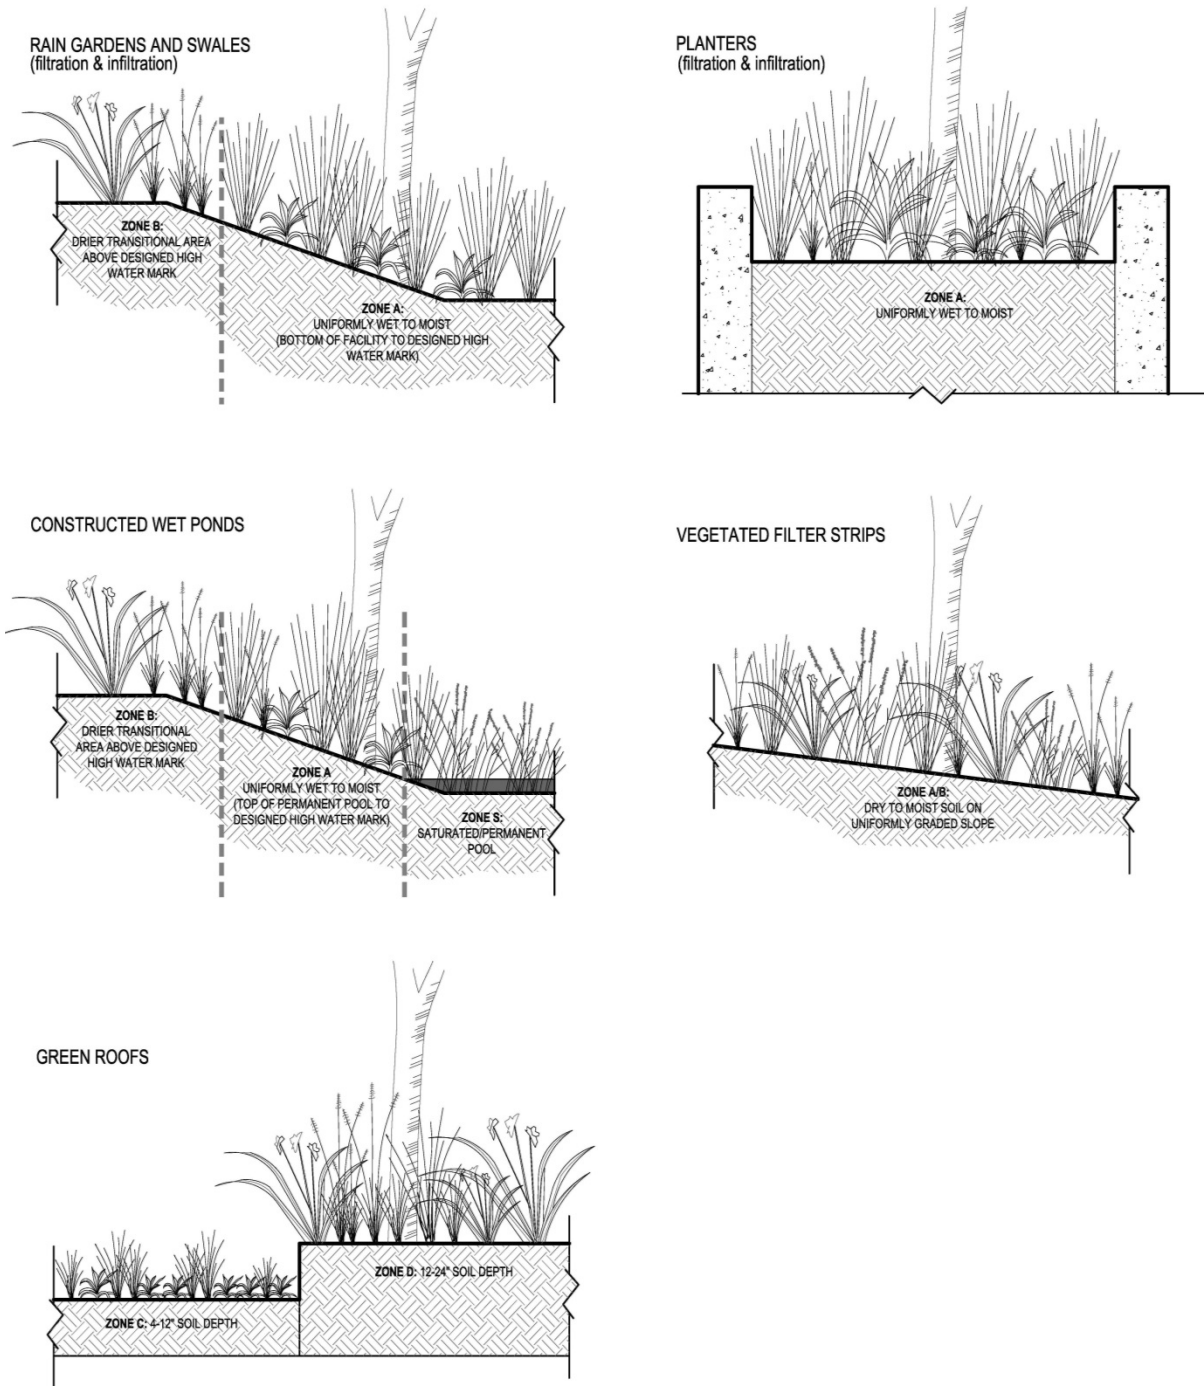 RAIN GARDENS AND SWALES
(filtration & infiltration)
ZONE B:
DRIER TRANSITIONAL AREA
ABOVE DESIGNED HIGH
WATER MARK
ZONE A:
UNIFORMLY WET TO MOIST
(BOTTOM OF FACILITY TO DESIGNED HIGH
WATER MARK)
PLANTERS
(filtration & infiltration)
ZONE A:
UNIFORMLY WET TO MOIST
CONSTRUCTED WET PONDS
ZONE B:
DRIER TRANSITIONAL
AREA ABOVE DESIGNED
HIGH WATER MARK
ZONE A
UNIFORMLY WET TO MOIST
(TOP OF PERMANENT POOL TO
DESIGNED HIGH WATER MARK)
ZONE S:
SATURATED/PERMANENT
POOL
VEGETATED FILTER STRIPS
ZONE A/B:
DRY TO MOIST SOIL ON
UNIFORMLY GRADED SLOPE
GREEN ROOFS
ZONE C: 4-12" SOIL DEPTH
ZONE D: 12-24" SOIL DEPTH